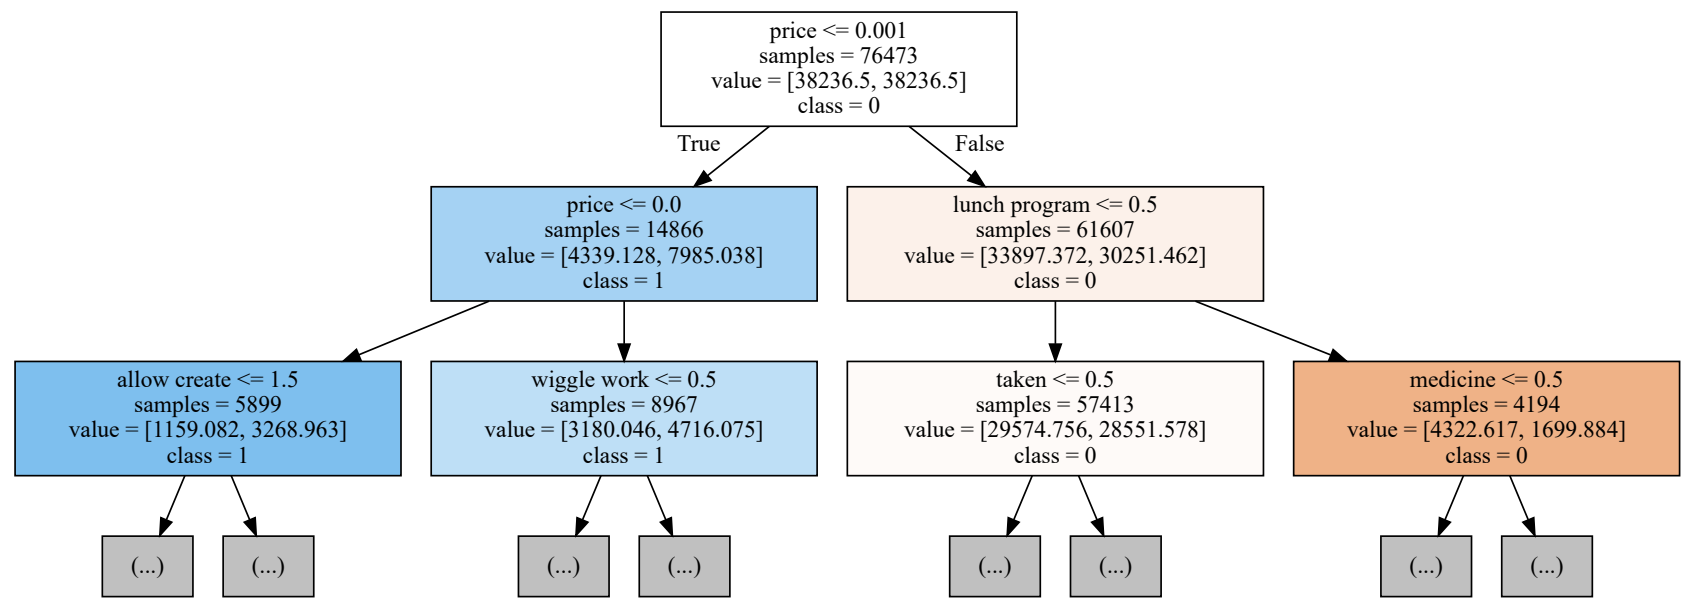 price <= 0.001
samples = 76473
value = [38236.5, 38236.5]
class = 0
True
False
price <= 0.0
samples = 14866
value = [4339.128, 7985.038]
class = 1
lunch program <= 0.5
samples = 61607
value = [33897.372, 30251.462]
class = 0
allow create <= 1.5
samples = 5899
value = [1159.082, 3268.963]
class = 1
wiggle work <= 0.5
samples = 8967
value = [3180.046, 4716.075]
class = 1
taken <= 0.5
samples = 57413
value = [29574.756, 28551.578]
class = 0
medicine <= 0.5
samples = 4194
value = [4322.617, 1699.884]
class = 0
(...)
(...)
(...)
(...)
(...)
(...)
(...)
(...)